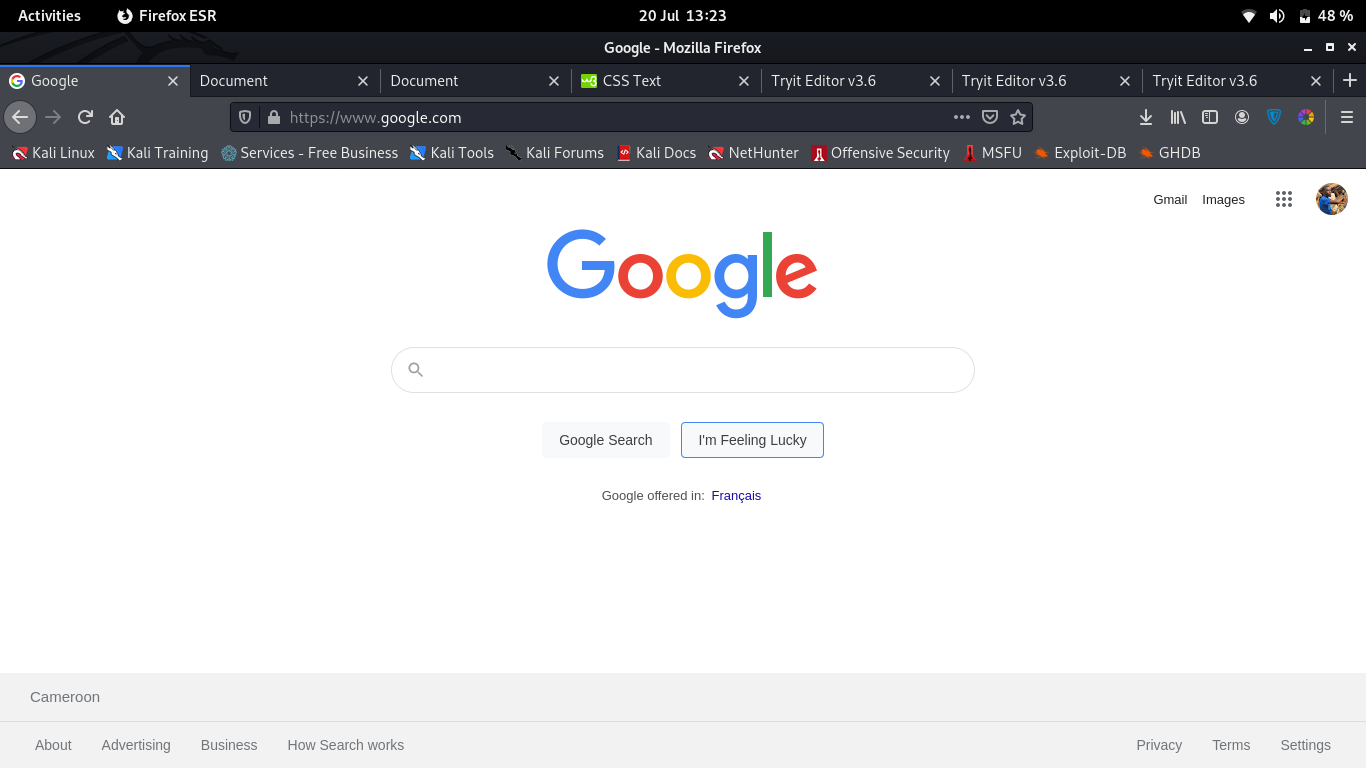 Activities Firefox ESR 20 Jul 13:23 48 %
Google - Mozilla Firefox
Google Document Document CSS Text Tryit Editor v3.6 Tryit Editor v3.6 Tryit Editor v3.6
https://www.google.com
Kali Linux Kali Training Services - Free Business Kali Tools Kali Forums Kali Docs NetHunter Offensive Security MSFU Exploit-DB GHDB
Gmail Images
Google
Google Search I'm Feeling Lucky
Google offered in: Français
Cameroon
About Advertising Business How Search works Privacy Terms Settings